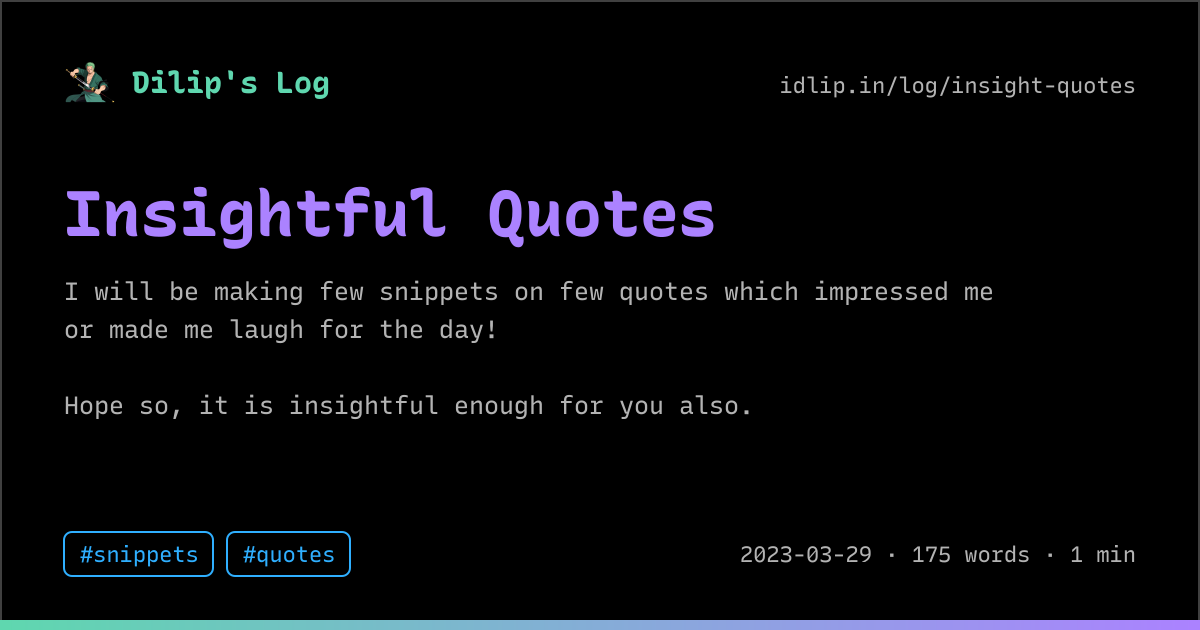 Dilip's Log
idlip.in/log/insight-quotes
Insightful Quotes
I will be making few snippets on few quotes which impressed me
or made me laugh for the day!
Hope so, it is insightful enough for you also.
#snippets #quotes
2023-03-29 · 175 words · 1 min